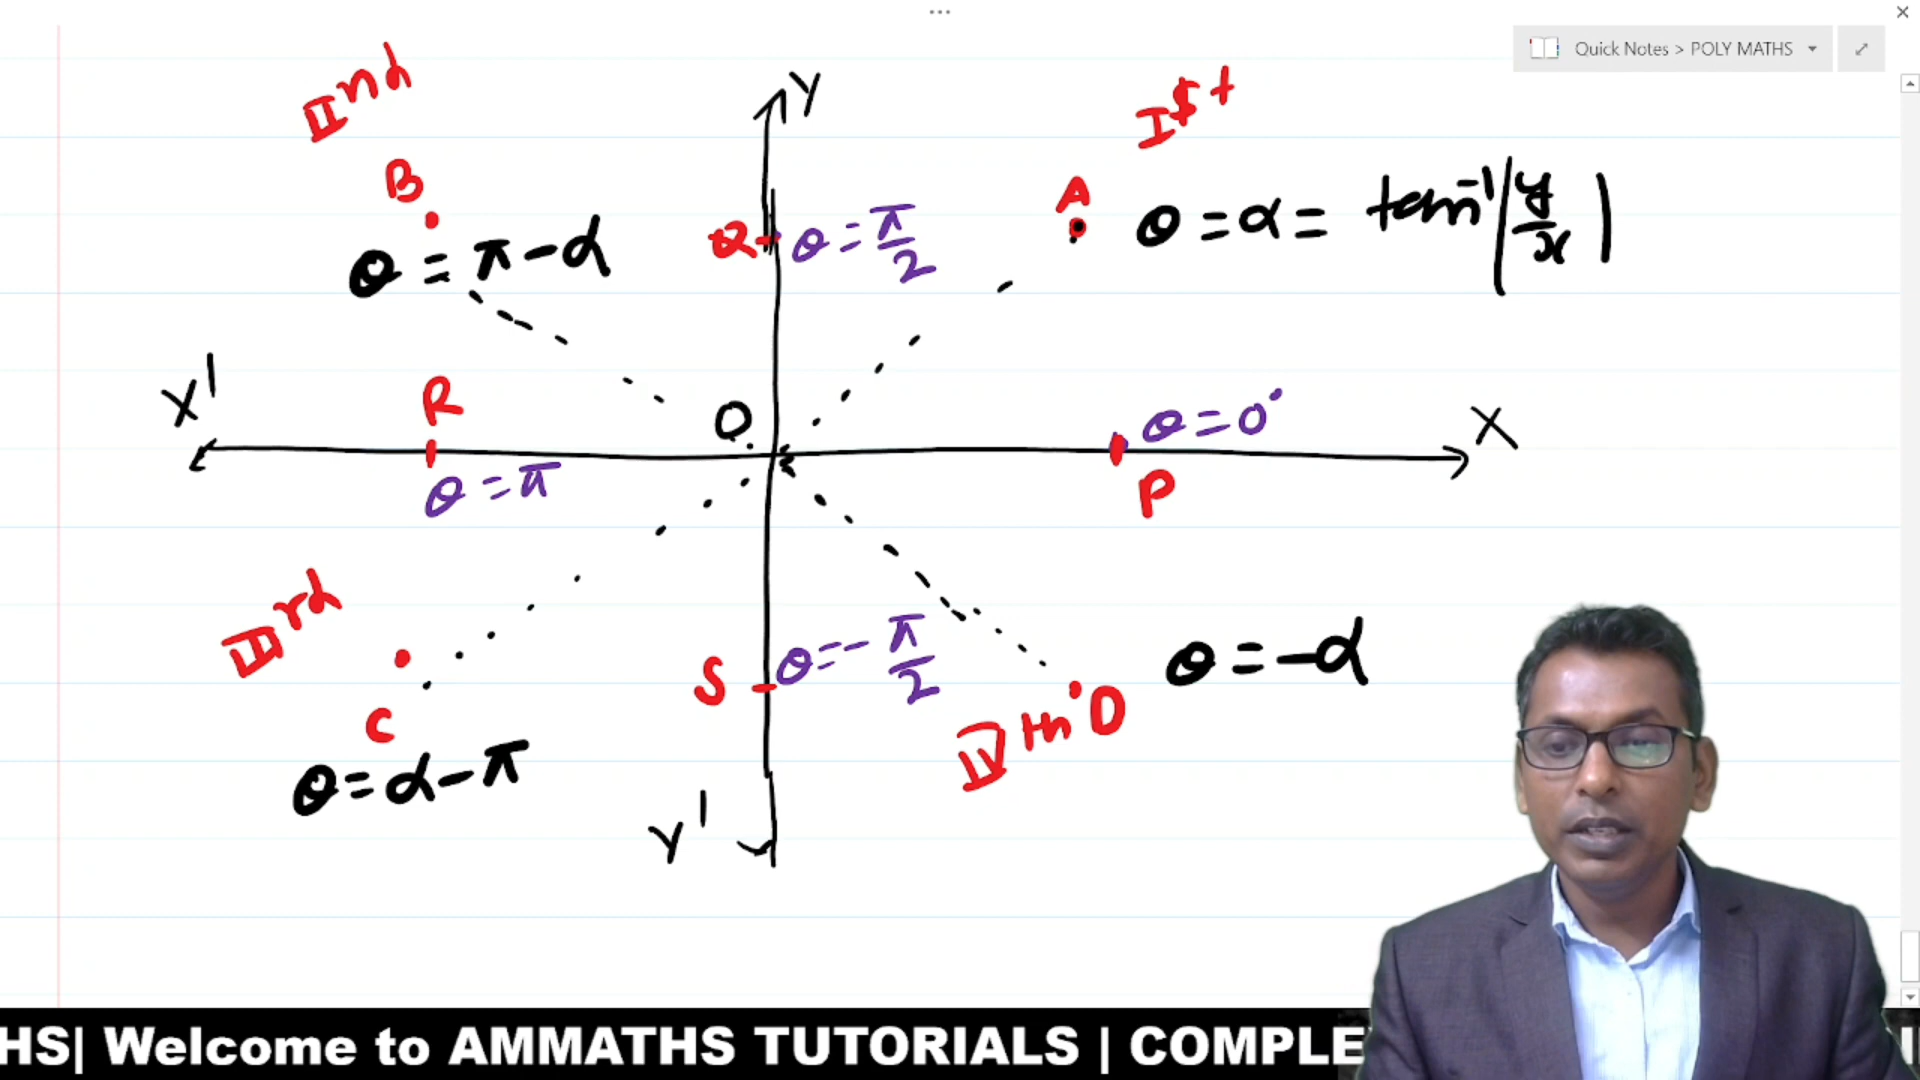 Quick Notes > POLY MATHS
IInd
Y
Ist
B
A
θ = π - α
Q
θ = π/2
θ = α = tan⁻¹|y/x|
X'
R
O
θ = 0°
X
θ = π
P
IIIrd
C
S
θ = -π/2
θ = -α
IVth D
θ = α - π
Y'
HS| Welcome to AMMATHS TUTORIALS | COMPLE